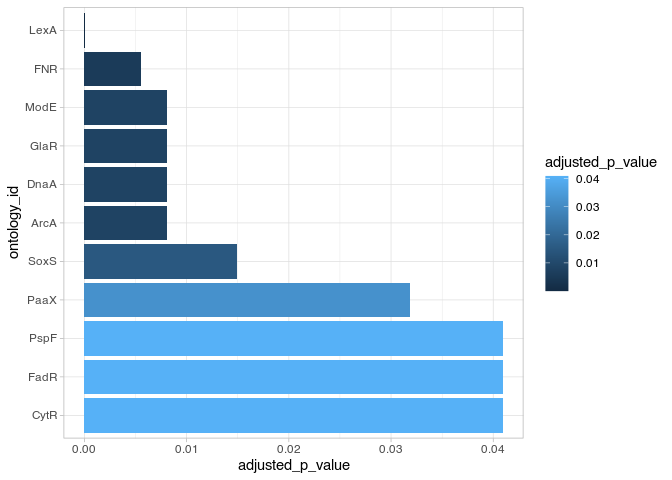 LexA
FNR
ModE
GlaR
DnaA
ArcA
SoxS
PaaX
PspF
FadR
CytR
ontology_id
0.00 0.01 0.02 0.03 0.04
adjusted_p_value
adjusted_p_value
0.04
0.03
0.02
0.01